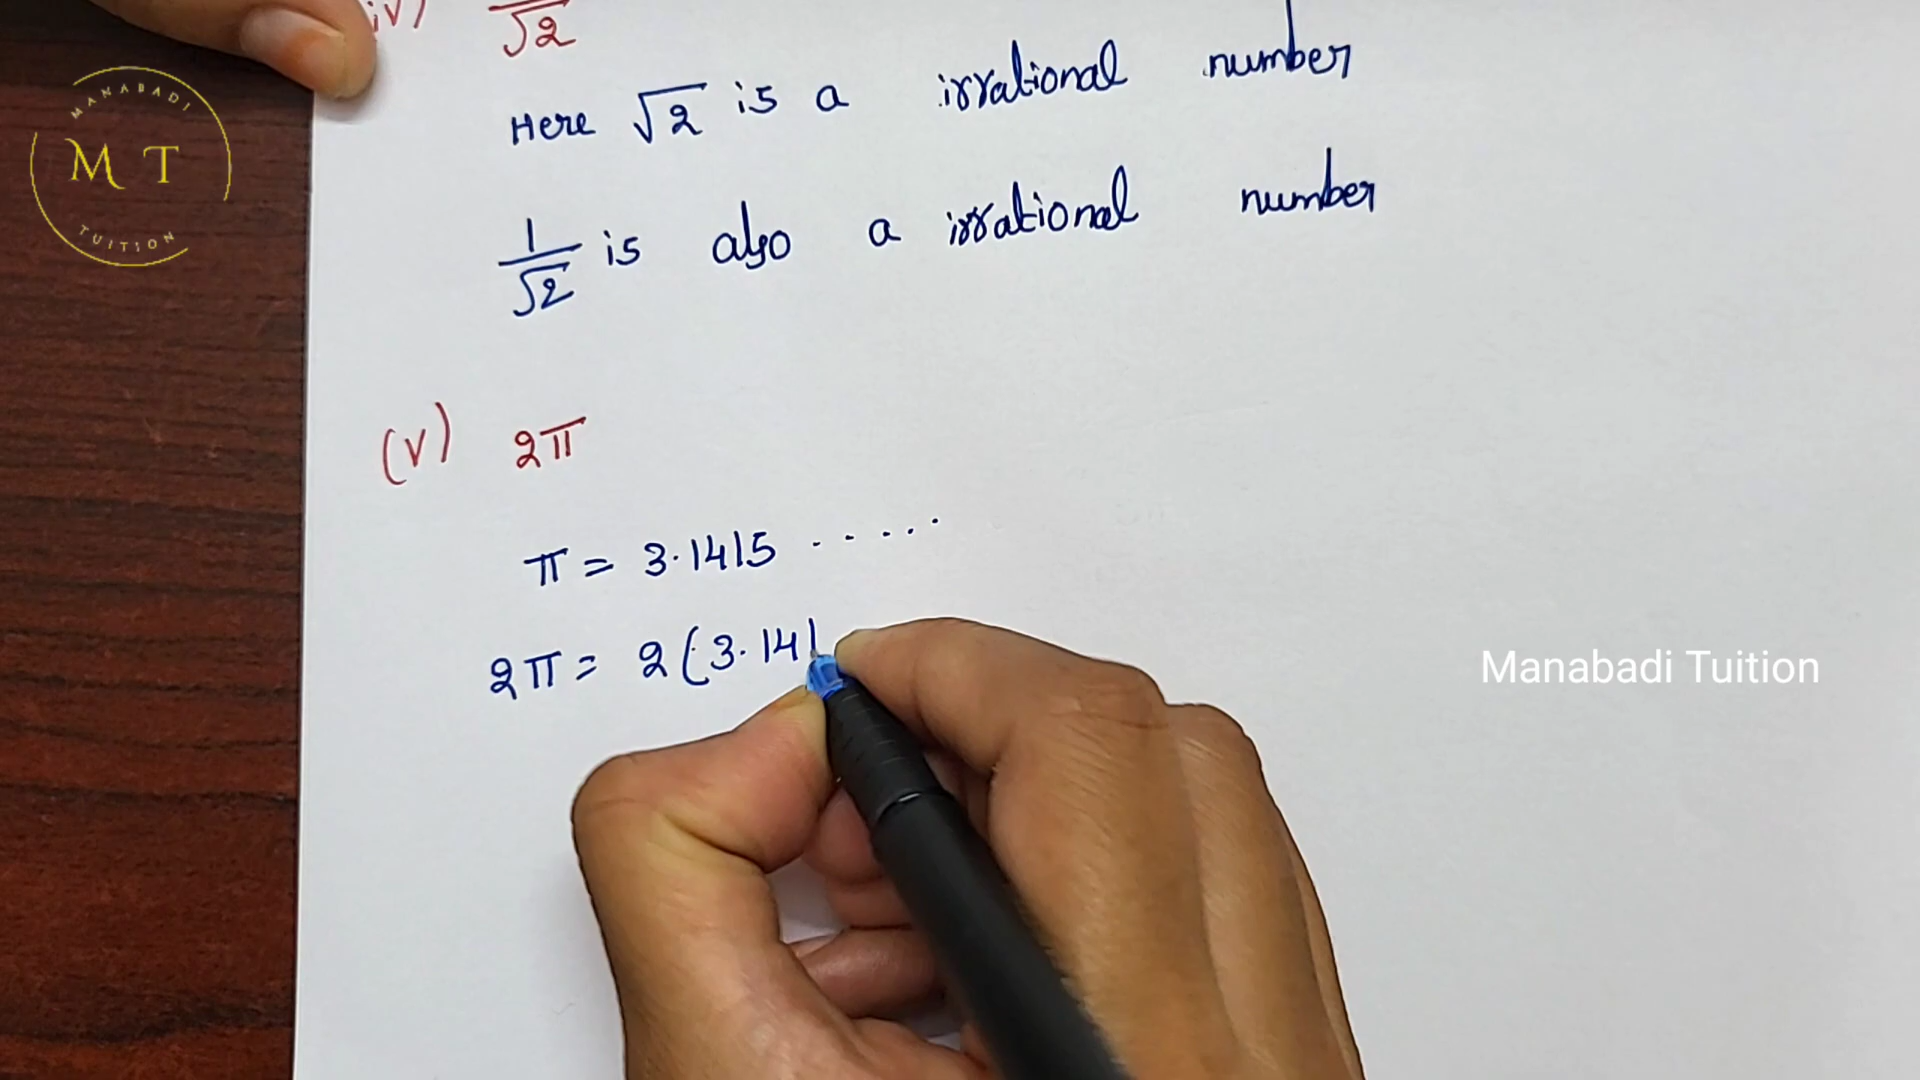 MANABADI
M T
TUITION
iv) √2
Here √2 is a irrational number
1/√2 is also a irrational number
(v) 2π
π = 3.1415 .....
2π = 2(3.141
Manabadi Tuition